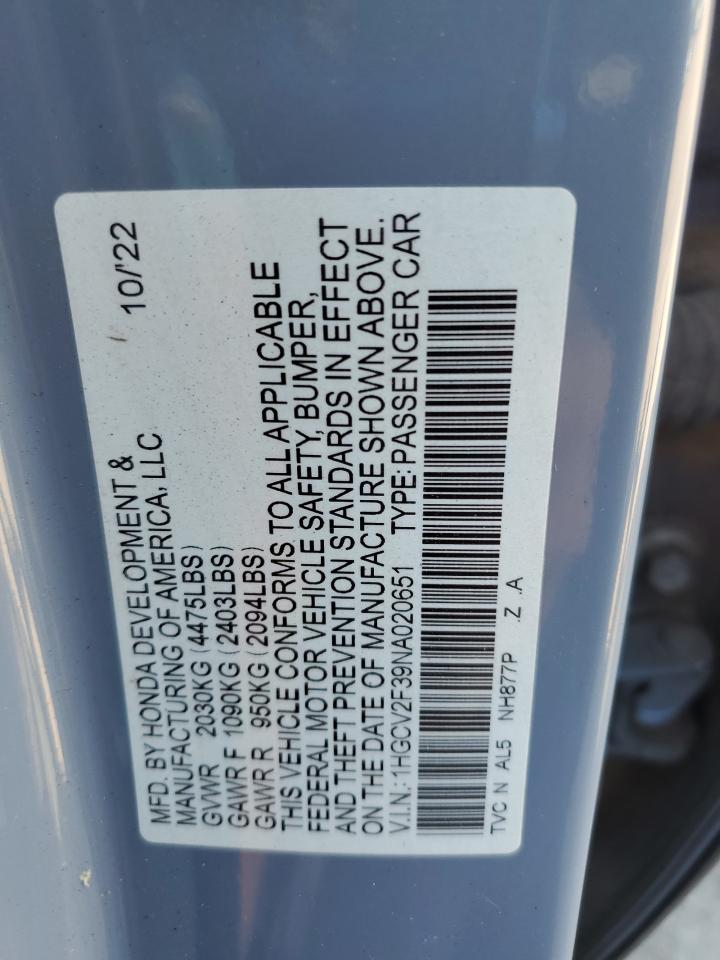 MFD. BY HONDA DEVELOPMENT & 10/'22
MANUFACTURING OF AMERICA, LLC
GVWR 2030KG (4475LBS)
GAWR F 1090KG (2403LBS)
GAWR R 950KG (2094LBS)
THIS VEHICLE CONFORMS TO ALL APPLICABLE
FEDERAL MOTOR VEHICLE SAFETY, BUMPER,
AND THEFT PREVENTION STANDARDS IN EFFECT
ON THE DATE OF MANUFACTURE SHOWN ABOVE.
V.I.N.: 1HGCV2F39NA020651 TYPE: PASSENGER CAR
TVC N AL5 NH877P .Z .A